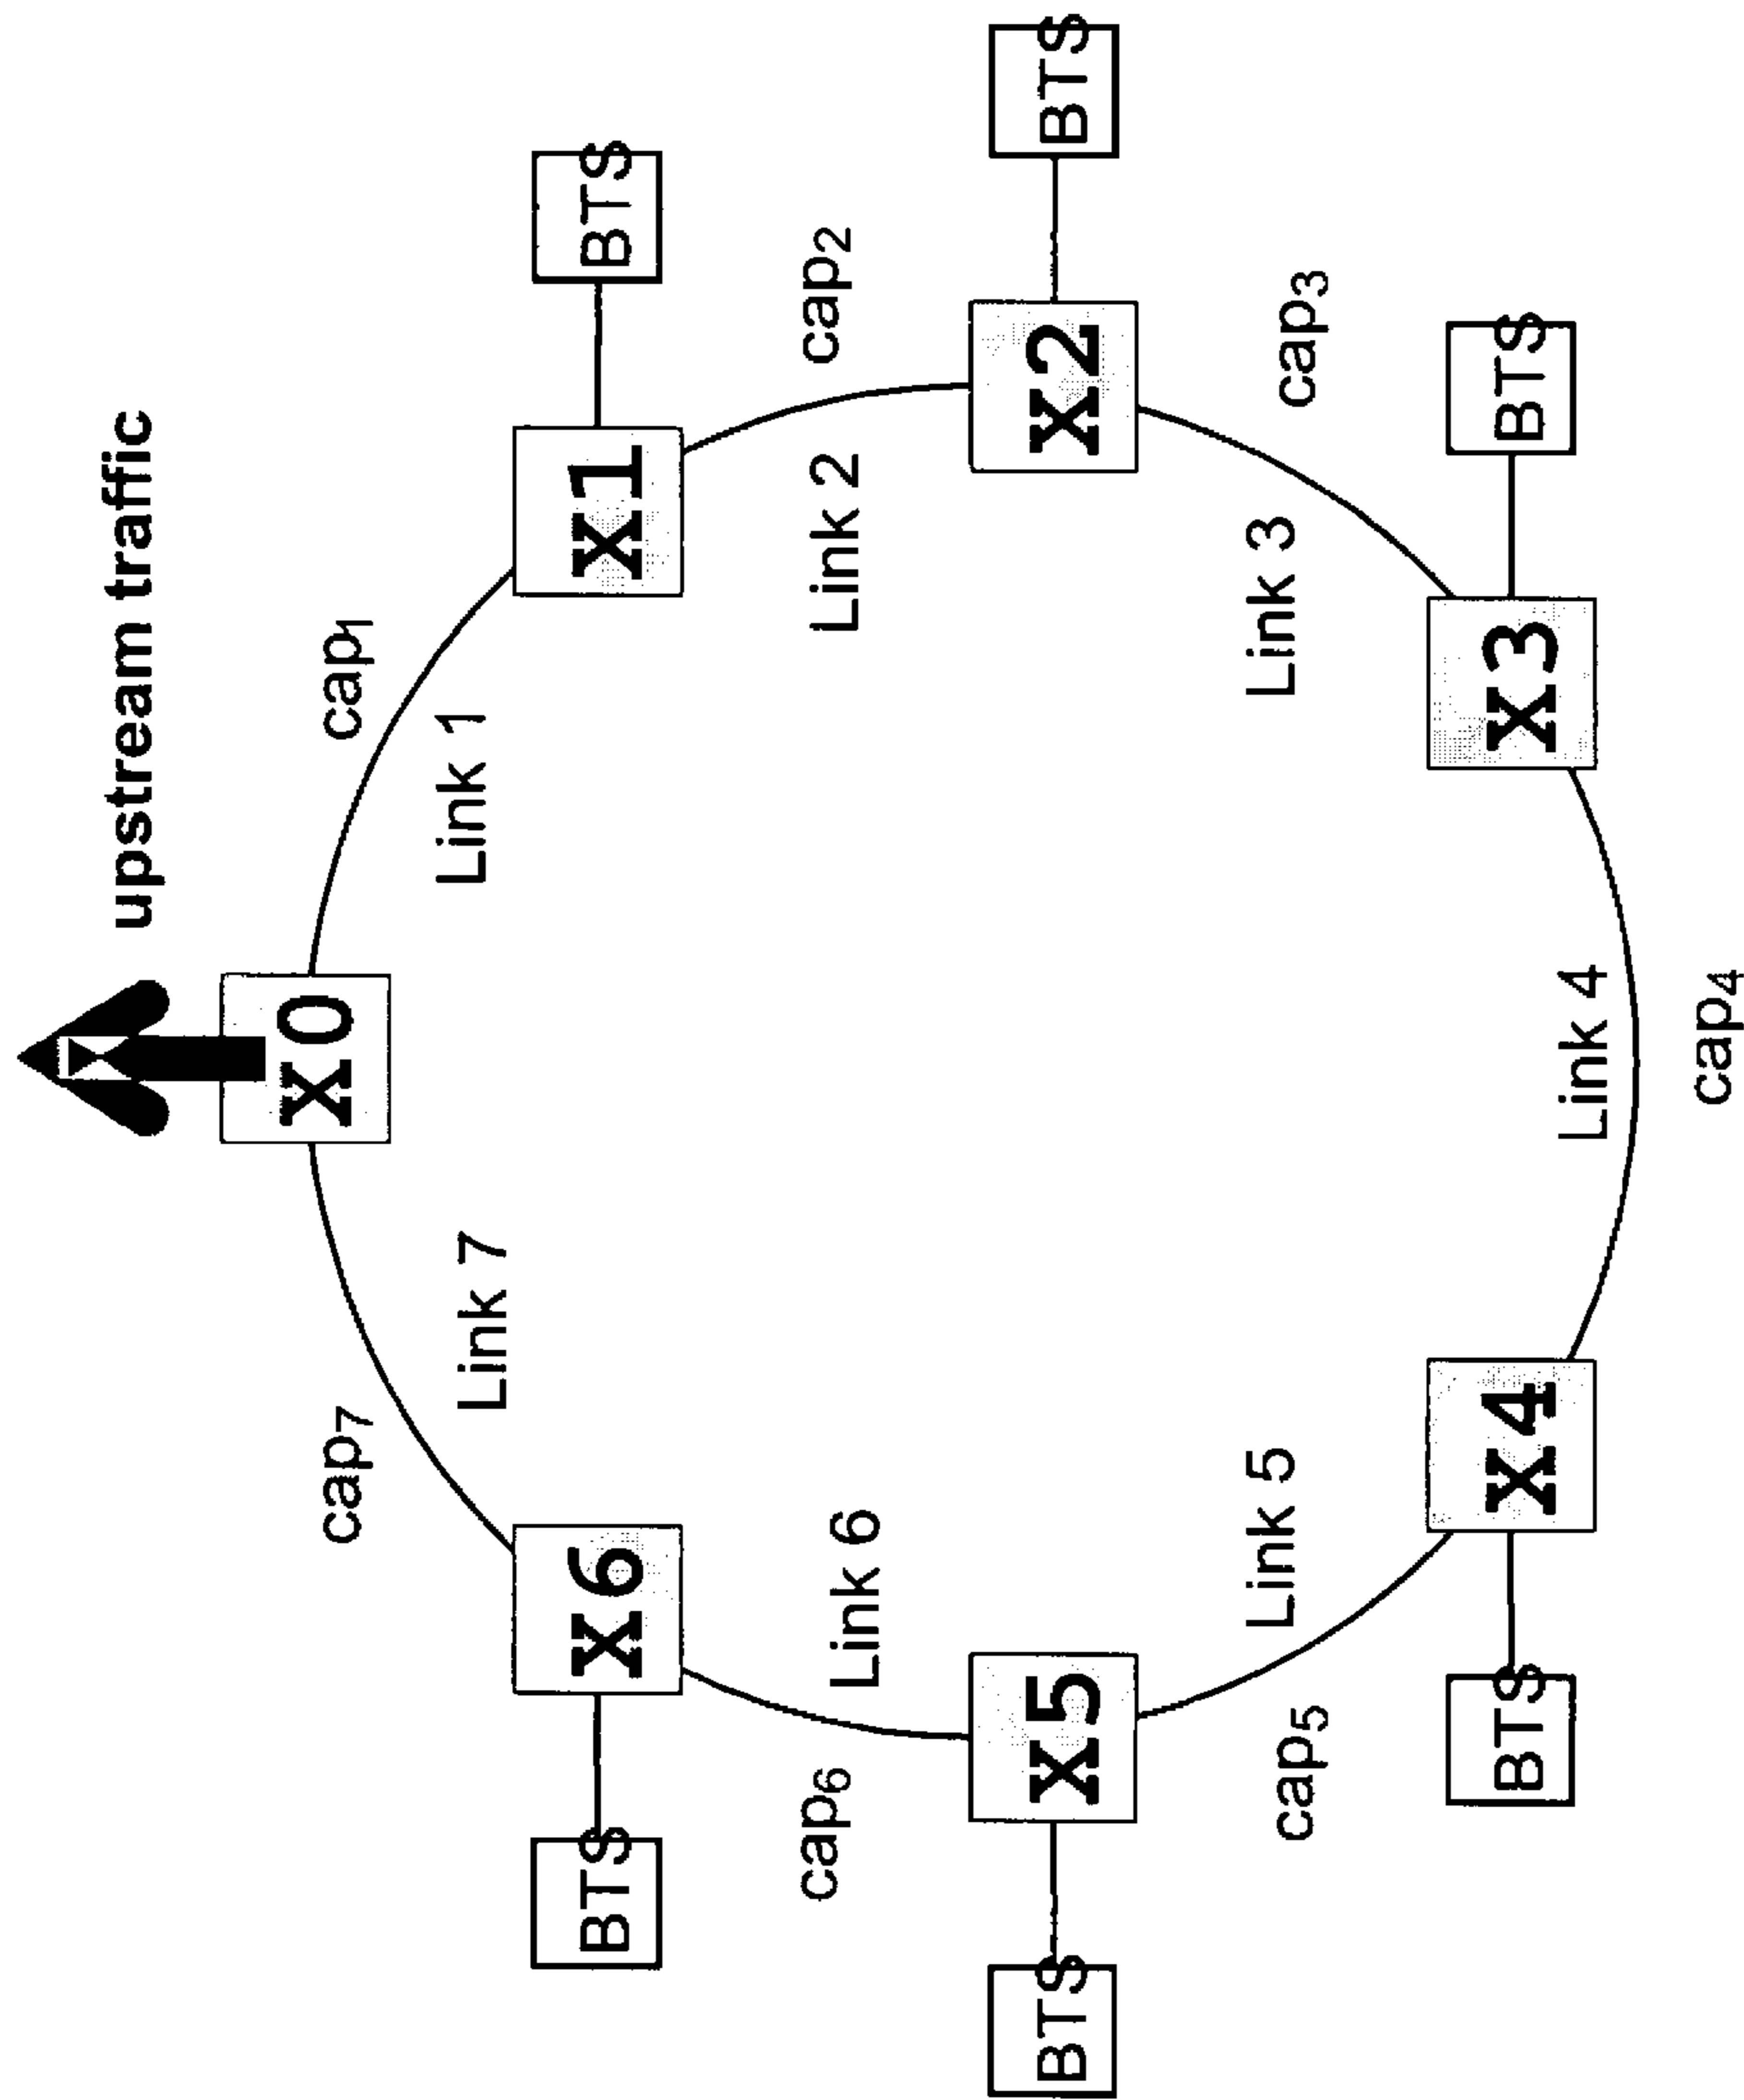 upstream traffic
X0
cap1
Link 1
X1
BTS
cap2
Link 2
X2
BTS
cap3
Link 3
X3
BTS
Link 4
cap4
X4
BTS
Link 5
cap5
X5
BTS
Link 6
cap6
X6
BTS
Link 7
cap7